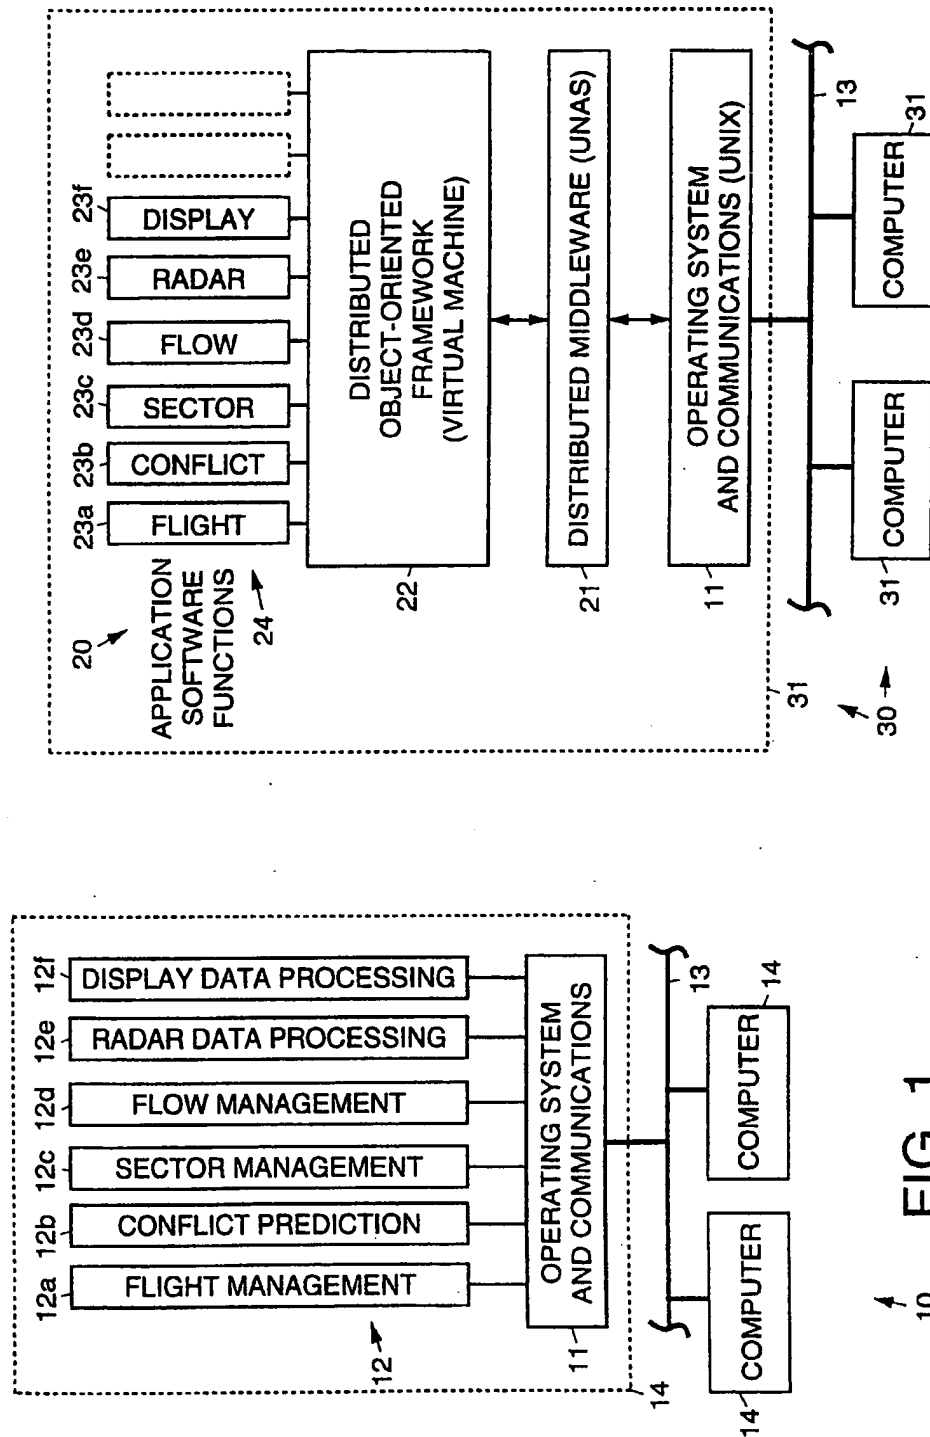 12a
FLIGHT MANAGEMENT
12b
CONFLICT PREDICTION
12c
SECTOR MANAGEMENT
12d
FLOW MANAGEMENT
12e
RADAR DATA PROCESSING
12f
DISPLAY DATA PROCESSING
12
11
OPERATING SYSTEM
AND COMMUNICATIONS
14
13
14
COMPUTER
COMPUTER
14
10
FIG. 1
20
APPLICATION
SOFTWARE
FUNCTIONS
24
23a
FLIGHT
23b
CONFLICT
23c
SECTOR
23d
FLOW
23e
RADAR
23f
DISPLAY
22
DISTRIBUTED
OBJECT-ORIENTED
FRAMEWORK
(VIRTUAL MACHINE)
21
DISTRIBUTED MIDDLEWARE (UNAS)
11
OPERATING SYSTEM
AND COMMUNICATIONS (UNIX)
31
13
30
31
COMPUTER
COMPUTER
31